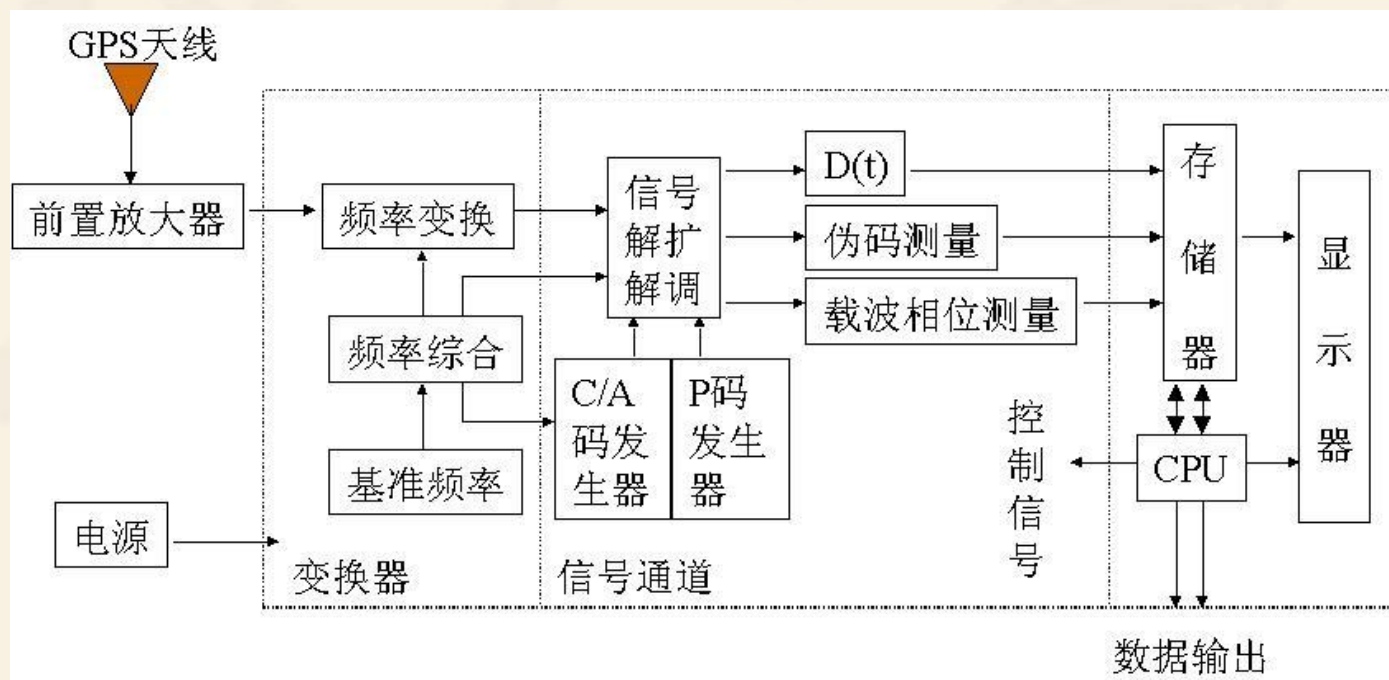 GPS天线
前置放大器
频率变换
频率综合
基准频率
电源
变换器
信号
解扩
解调
C/A
码发
生器
P码
发生
器
信号通道
D(t)
伪码测量
载波相位测量
控
制
信
号
存
储
器
CPU
显
示
器
数据输出